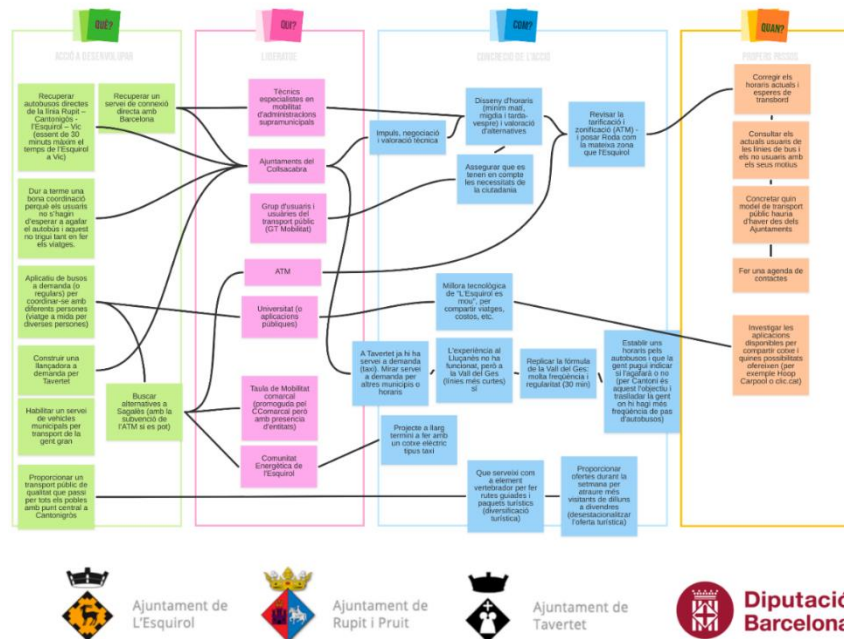 QUÈ?
QUI?
COM?
QUAN?
ACCIÓ A DESENVOLUPAR
LIDERATGE
CONCRECIÓ DE L'ACCIÓ
PROPERS PASSOS
Recuperar
autobusos directes
de la línia Rupit –
Cantonigròs -
l'Esquirol – Vic
(essent de 30
minuts màxim el
temps de l'Esquirol
a Vic)
Recuperar un
servei de connexió
directa amb
Barcelona
Dur a terme una
bona coordinació
perquè els usuaris
no s'hagin
d'esperar a agafar
el autobús i aquest
no trigui tant en fer
els viatges.
Aplicatiu de busos
a demanda (o
regulars) per
coordinar-se amb
diferents persones
(viatge a mida per
diverses persones)
Construir una
llançadora a
demanda per
Tavertet
Habilitar un servei
de vehicles
municipals per
transport de la
gent gran
Buscar
alternatives a
Sagalès (amb la
subvenció de
l'ATM si es pot)
Proporcionar un
transport públic de
qualitat que passi
per tots els pobles
amb punt central a
Cantonigròs
Tècnics
especialistes en
mobilitat
d'administracions
supramunicipals
Ajuntaments del
Collsacabra
Grup d'usuaris i
usuàries del
transport públic
(GT Mobilitat)
ATM
Universitat (o
aplicacions
públiques)
Taula de Mobilitat
comarcal
(promoguda pel
CComarcal però
amb presència
d'entitats)
Comunitat
Energètica de
l'Esquirol
Impuls, negociació
i valoració tècnica
Disseny d'horaris
(mínim matí,
migdia i tarda-
vespre) i valoració
d'alternatives
Assegurar que es
tenen en compte
les necessitats de
la ciutadania
Revisar la
tarificació i
zonificació (ATM) -
i posar Roda com
la mateixa zona
que l'Esquirol
Millora tecnològica
de "L'Esquirol es
mou", per
compartir viatges,
costos, etc.
A Tavertet ja hi ha
servei a demanda
(taxi). Mirar servei
a demanda per
altres municipis o
horaris
L'experiència al
Lluçanès no ha
funcionat, però a
la Vall del Ges
(línies més curtes)
sí
Replicar la fórmula
de la Vall del Ges:
molta freqüència i
regularitat (30 min)
Establir uns
horaris pels
autobusos i que la
gent pugui indicar
si l'agafarà o no
(per Cantoni és
aquest l'objectiu i
traslladar la gent
on hi hagi més
freqüència de pas
d'autobusos)
Projecte a llarg
termini a fer amb
un cotxe elèctric
tipus taxi
Que serveixi com
a element
vertebrador per fer
rutes guiades i
paquets turístics
(diversificació
turística)
Proporcionar
ofertes durant la
setmana per
atraure més
visitants de dilluns
a divendres
(desestacionalitzar
l'oferta turística)
Corregir els
horaris actuals i
esperes de
transbord
Consultar els
actuals usuaris de
les línies de bus i
els no usuaris amb
els seus motius
Concretar quin
model de transport
públic hauria
d'haver des dels
Ajuntaments
Fer una agenda de
contactes
Investigar les
aplicacions
disponibles per
compartir cotxe i
quines possibilitats
ofereixen (per
exemple Hoop
Carpool o clic.cat)
Ajuntament de
L'Esquirol
Ajuntament de
Rupit i Pruit
Ajuntament de
Tavertet
Diputació
Barcelona